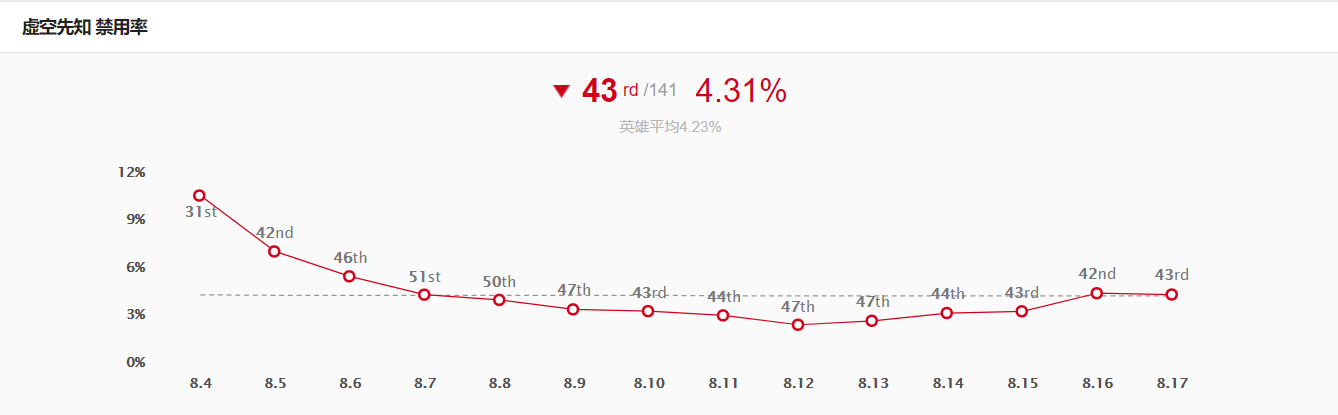 虚空先知 禁用率
▼ 43 rd /141 4.31%
英雄平均4.23%
12%
9%
6%
3%
0%
31st 42nd 46th 51st 50th 47th 43rd 44th 47th 47th 44th 43rd 42nd 43rd
8.4 8.5 8.6 8.7 8.8 8.9 8.10 8.11 8.12 8.13 8.14 8.15 8.16 8.17